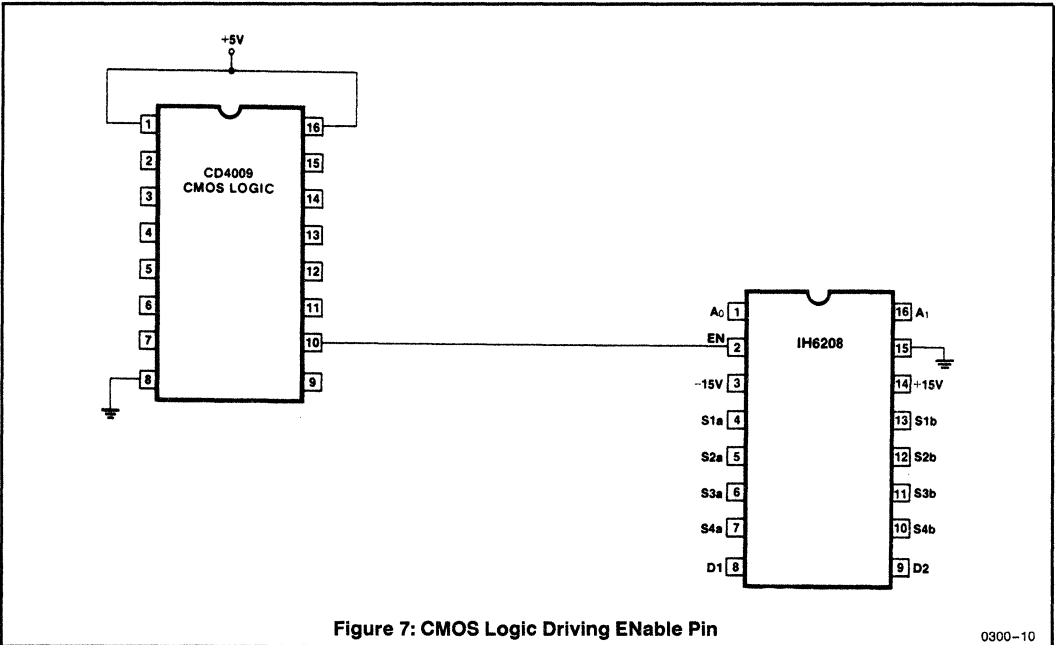 +5V
1
16
2
15
CD4009
CMOS LOGIC
3
14
4
13
5
12
6
11
7
10
8
9
A0 1
16 A1
EN 2
IH6208
15
-15V 3
14 +15V
S1a 4
13 S1b
S2a 5
12 S2b
S3a 6
11 S3b
S4a 7
10 S4b
D1 8
9 D2
Figure 7: CMOS Logic Driving ENable Pin
0300-10